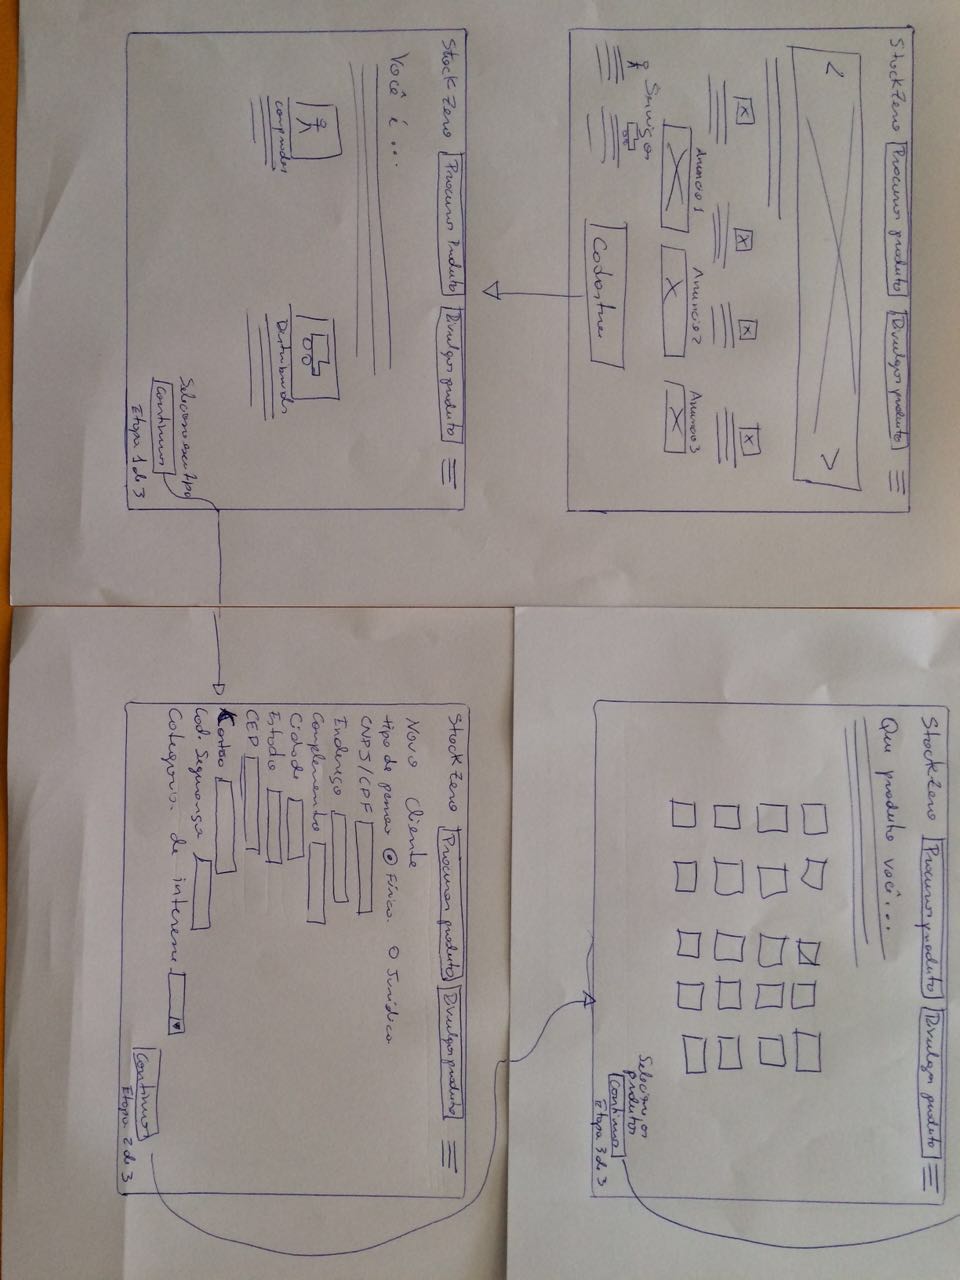 StockZero Procurar produto Divulgar produto
Anuncio 1 Anuncio 2 Anuncio 3
Serviços
Cadastrar
StockZero Procurar Produto Divulgar produto
Você é ...
comprador Distribuidor
Selecione seu tipo
Continuar
Etapa 1 de 3
StockZero Procurar produto Divulgar produto
Novo Cliente
tipo de pessoa Física. Jurídica
CNPJ/CPF
Endereço
Complemento
Cidade
Estado
CEP
Cartão
Cod. Segurança
Categoria de interesse
Continuar
Etapa 2 de 3
StockZero Procurar produto Divulgar produto
Que produto você...
Selecione os produtos
Continuar
Etapa 3 de 3